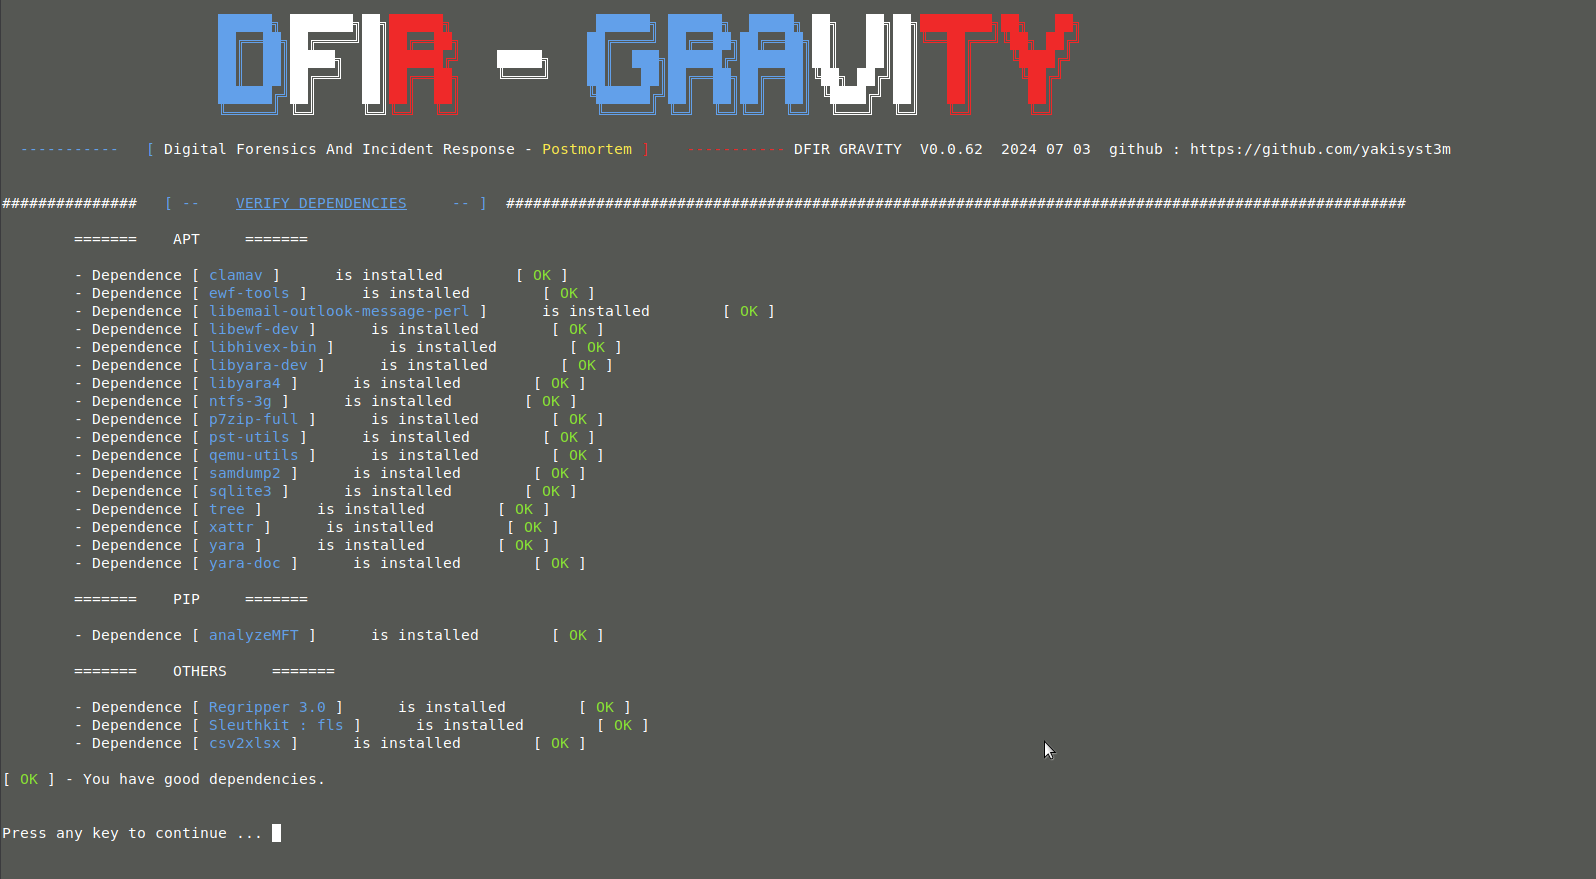 DFIR - GRAVITY
----------- [ Digital Forensics And Incident Response - Postmortem ] ----------- DFIR GRAVITY V0.0.62 2024 07 03 github : https://github.com/yakisyst3m
############### [ -- VERIFY DEPENDENCIES -- ] ####################################################################################################
======= APT =======
- Dependence [ clamav ] is installed [ OK ]
- Dependence [ ewf-tools ] is installed [ OK ]
- Dependence [ libemail-outlook-message-perl ] is installed [ OK ]
- Dependence [ libewf-dev ] is installed [ OK ]
- Dependence [ libhivex-bin ] is installed [ OK ]
- Dependence [ libyara-dev ] is installed [ OK ]
- Dependence [ libyara4 ] is installed [ OK ]
- Dependence [ ntfs-3g ] is installed [ OK ]
- Dependence [ p7zip-full ] is installed [ OK ]
- Dependence [ pst-utils ] is installed [ OK ]
- Dependence [ qemu-utils ] is installed [ OK ]
- Dependence [ samdump2 ] is installed [ OK ]
- Dependence [ sqlite3 ] is installed [ OK ]
- Dependence [ tree ] is installed [ OK ]
- Dependence [ xattr ] is installed [ OK ]
- Dependence [ yara ] is installed [ OK ]
- Dependence [ yara-doc ] is installed [ OK ]
======= PIP =======
- Dependence [ analyzeMFT ] is installed [ OK ]
======= OTHERS =======
- Dependence [ Regripper 3.0 ] is installed [ OK ]
- Dependence [ Sleuthkit : fls ] is installed [ OK ]
- Dependence [ csv2xlsx ] is installed [ OK ]
[ OK ] - You have good dependencies.
Press any key to continue ...